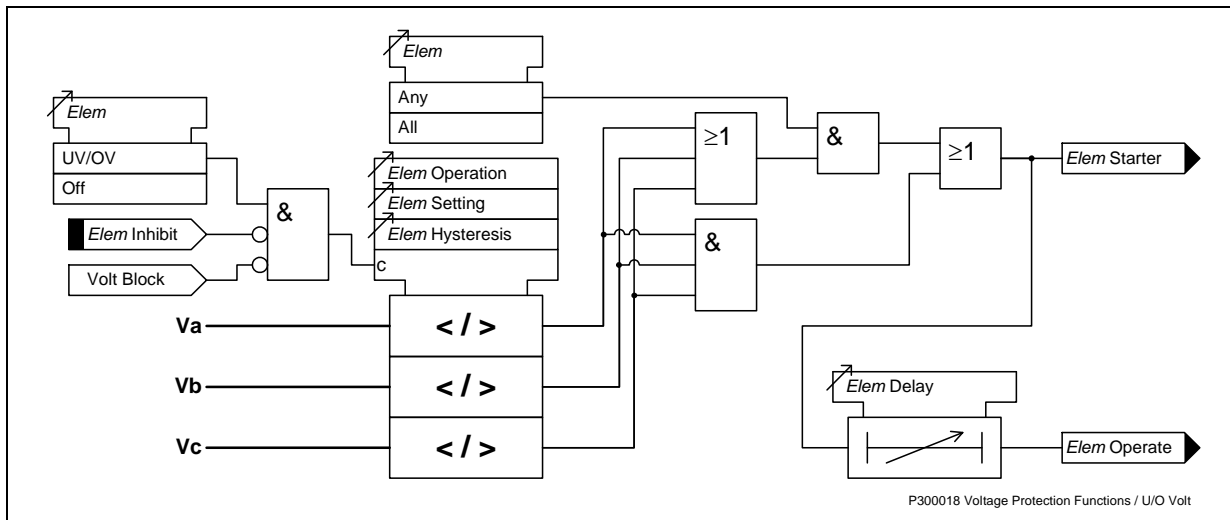 Elem
Any
All
Elem
UV/OV
Off
Elem Inhibit
Volt Block
&
Elem Operation
Elem Setting
Elem Hysteresis
c
≥1
&
≥1
&
Elem Starter
Va
< / >
Vb
< / >
Vc
< / >
Elem Delay
Elem Operate
P300018 Voltage Protection Functions / U/O Volt